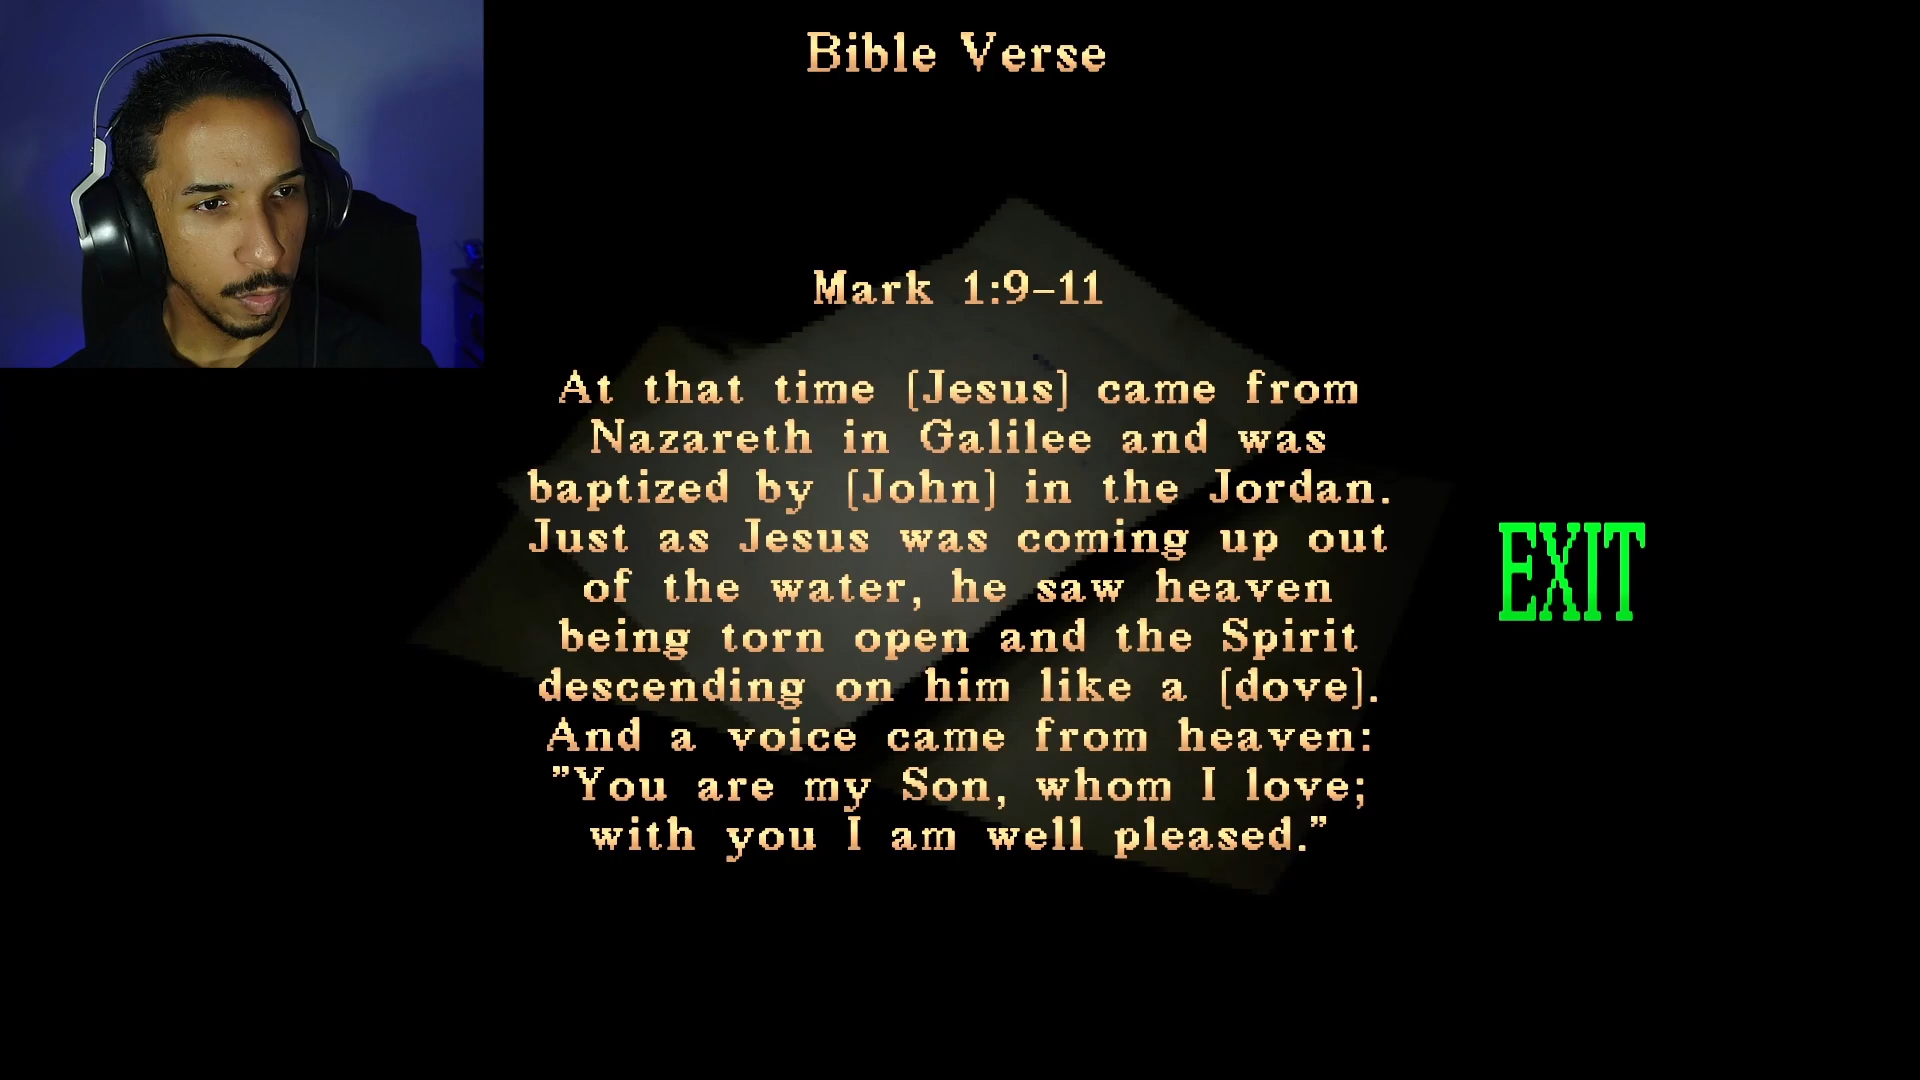 Bible Verse
Mark 1:9-11
At that time [Jesus] came from
Nazareth in Galilee and was
baptized by [John] in the Jordan.
Just as Jesus was coming up out
of the water, he saw heaven
being torn open and the Spirit
descending on him like a [dove].
And a voice came from heaven:
"You are my Son, whom I love;
with you I am well pleased."
EXIT